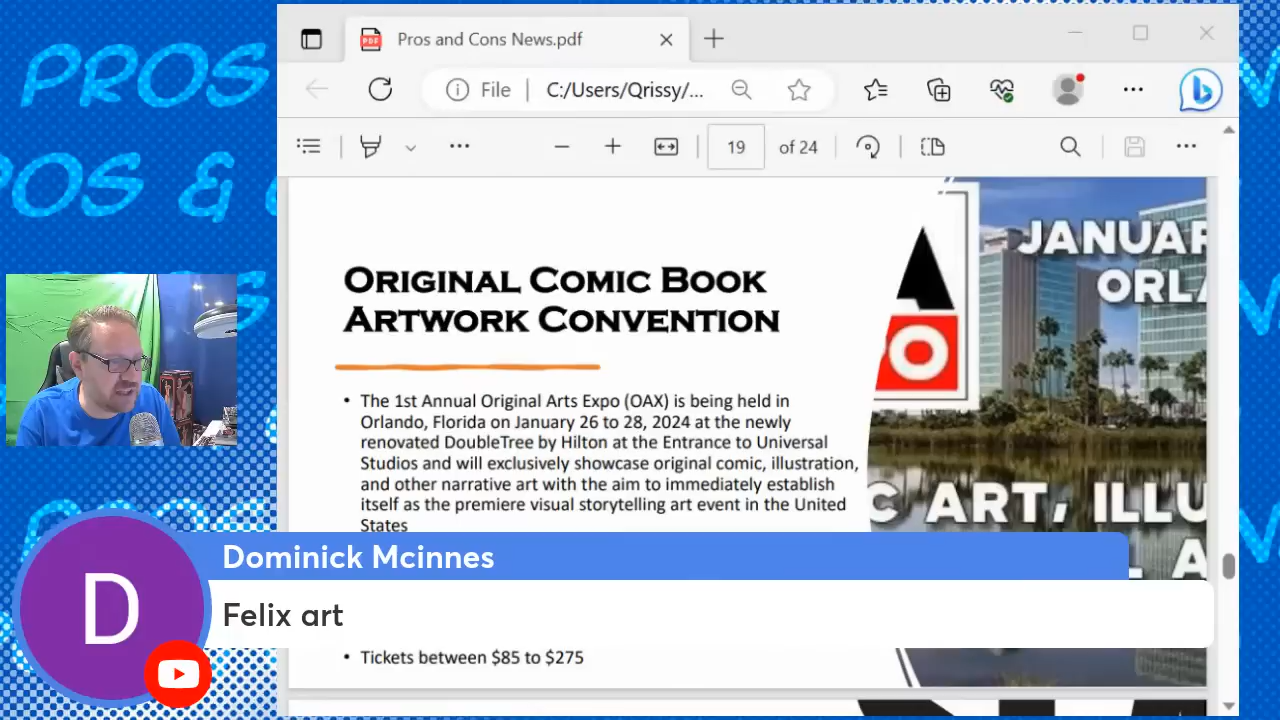 PROS
OS &
Pros and Cons News.pdf
File
C:/Users/Qrissy/...
19
of 24
JANUAR
ORLA
ORIGINAL COMIC BOOK
ARTWORK CONVENTION
A
O
• The 1st Annual Original Arts Expo (OAX) is being held in
Orlando, Florida on January 26 to 28, 2024 at the newly
renovated DoubleTree by Hilton at the Entrance to Universal
Studios and will exclusively showcase original comic, illustration,
and other narrative art with the aim to immediately establish
itself as the premiere visual storytelling art event in the United
States
C ART, ILLU
L A
Dominick Mcinnes
D
Felix art
• Tickets between $85 to $275